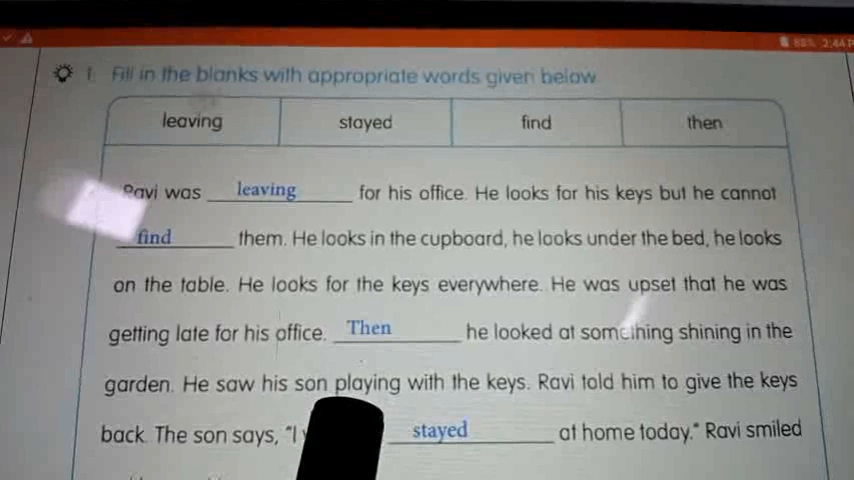 88% 2:44 P
1. Fill in the blanks with appropriate words given below
leaving stayed find then
Ravi was leaving for his office. He looks for his keys but he cannot
find them. He looks in the cupboard, he looks under the bed, he looks
on the table. He looks for the keys everywhere. He was upset that he was
getting late for his office. Then he looked at something shining in the
garden. He saw his son playing with the keys. Ravi told him to give the keys
back. The son says, "I stayed at home today." Ravi smiled